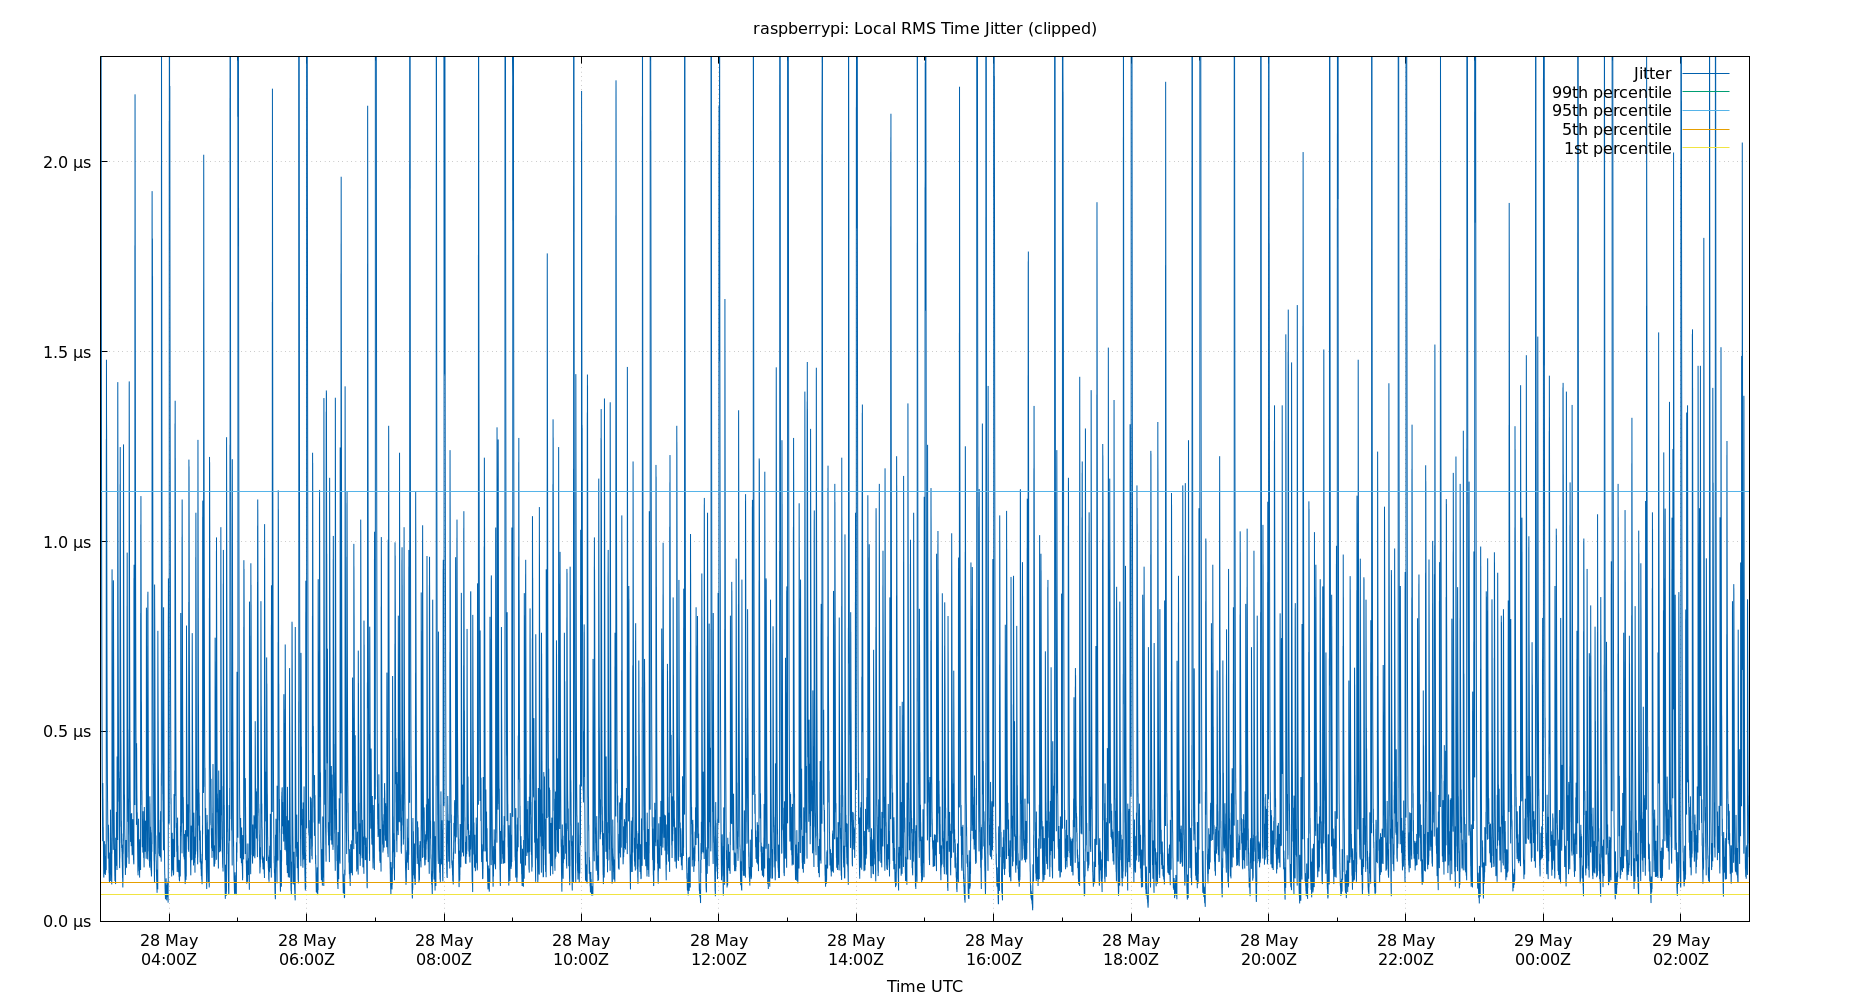 raspberrypi: Local RMS Time Jitter (clipped)
Jitter
99th percentile
95th percentile
5th percentile
1st percentile
2.0 µs
1.5 µs
1.0 µs
0.5 µs
0.0 µs
28 May 28 May 28 May 28 May 28 May 28 May 28 May 28 May 28 May 28 May 29 May 29 May
04:00Z 06:00Z 08:00Z 10:00Z 12:00Z 14:00Z 16:00Z 18:00Z 20:00Z 22:00Z 00:00Z 02:00Z
Time UTC